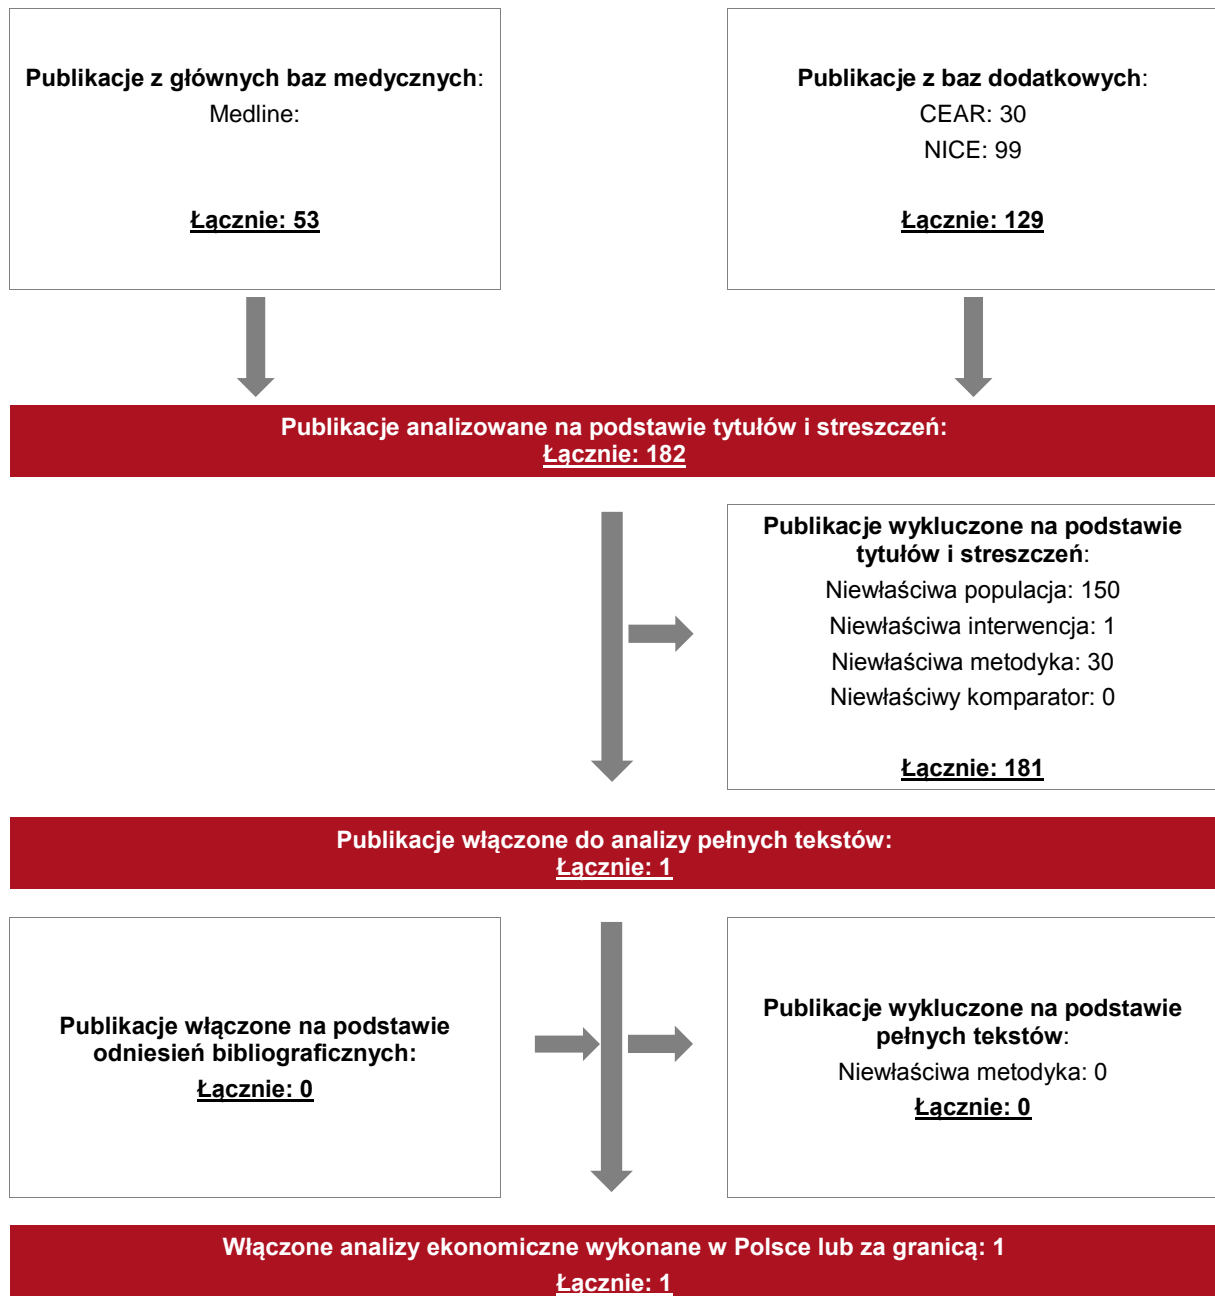 Publikacje z głównych baz medycznych:
Medline:
Łącznie: 53
Publikacje z baz dodatkowych:
CEAR: 30
NICE: 99
Łącznie: 129
Publikacje analizowane na podstawie tytułów i streszczeń:
Łącznie: 182
Publikacje wykluczone na podstawie
tytułów i streszczeń:
Niewłaściwa populacja: 150
Niewłaściwa interwencja: 1
Niewłaściwa metodyka: 30
Niewłaściwy komparator: 0
Łącznie: 181
Publikacje włączone do analizy pełnych tekstów:
Łącznie: 1
Publikacje włączone na podstawie
odniesień bibliograficznych:
Łącznie: 0
Publikacje wykluczone na podstawie
pełnych tekstów:
Niewłaściwa metodyka: 0
Łącznie: 0
Włączone analizy ekonomiczne wykonane w Polsce lub za granicą: 1
Łącznie: 1